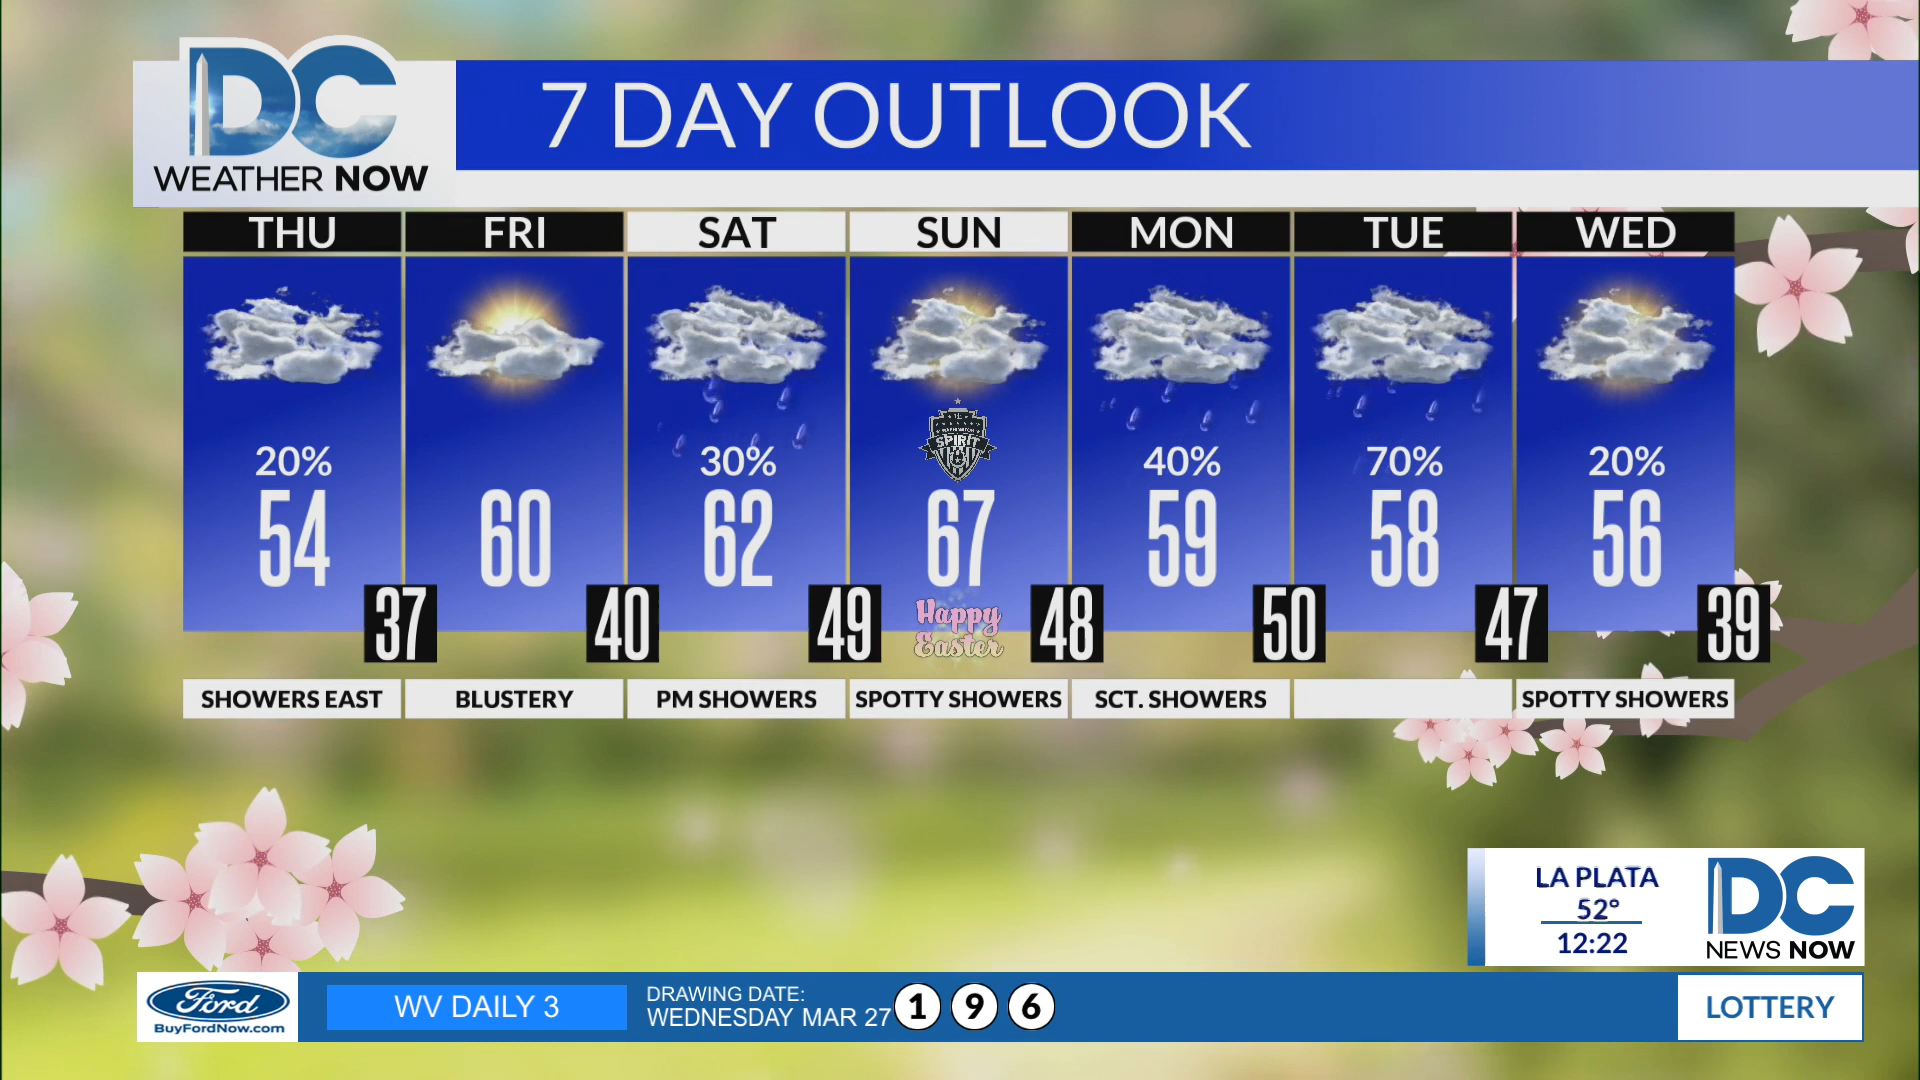 DC
WEATHER NOW
7 DAY OUTLOOK
THU FRI SAT SUN MON TUE WED
SPIRIT
20% 30% 40% 70% 20%
54 60 62 67 59 58 56
37 40 49 Happy 48 50 47 39
Easter
SHOWERS EAST BLUSTERY PM SHOWERS SPOTTY SHOWERS SCT. SHOWERS SPOTTY SHOWERS
LA PLATA
52°
12:22
DC
NEWS NOW
Ford
BuyFordNow.com
WV DAILY 3
DRAWING DATE:
WEDNESDAY MAR 27
1 9 6
LOTTERY